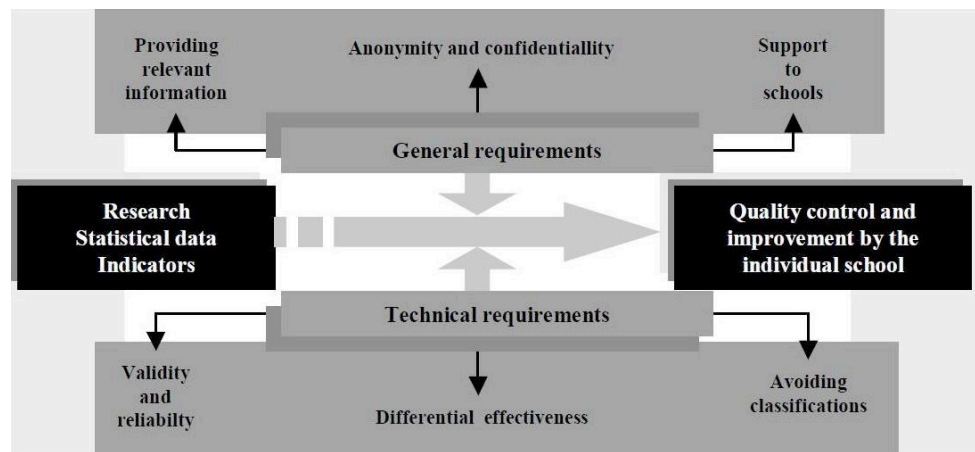 Providing
relevant
information
Anonymity and confidentiallity
Support
to
schools
General requirements
Research
Statistical data
Indicators
Quality control and
improvement by the
individual school
Technical requirements
Validity
and
reliabilty
Differential effectiveness
Avoiding
classifications